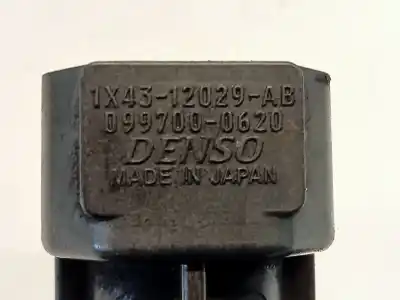 1X43-12029-AB
099700-0620
DENSO
MADE IN JAPAN